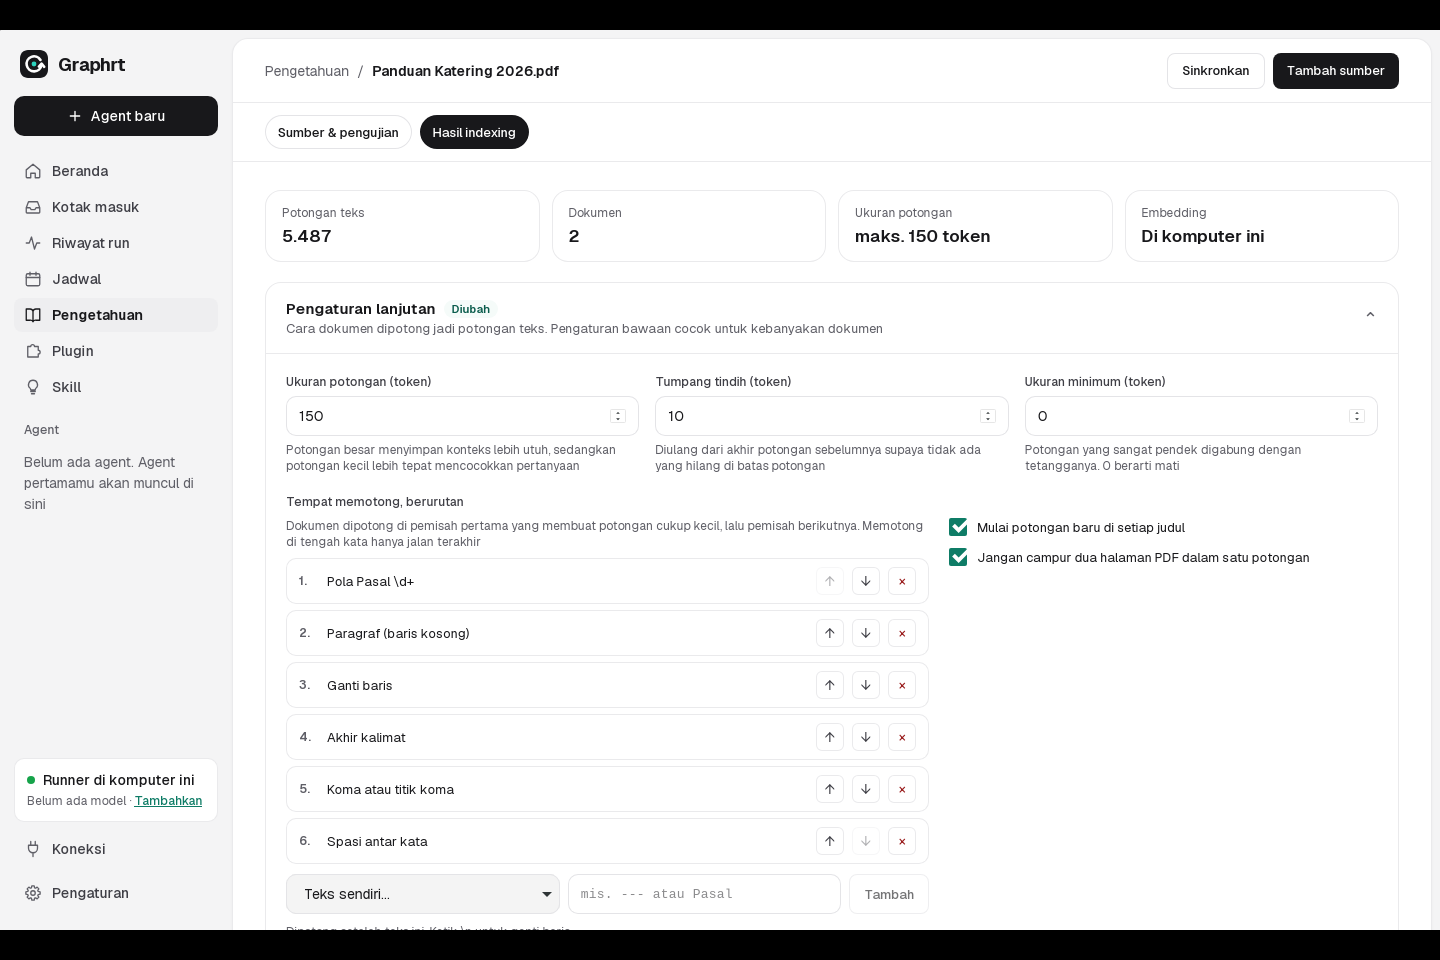 Graphrt
Agent baru
Beranda
Kotak masuk
Riwayat run
Jadwal
Pengetahuan
Plugin
Skill
Agent
Belum ada agent. Agent
pertamamu akan muncul di
sini
Runner di komputer ini
Belum ada model · Tambahkan
Koneksi
Pengaturan
Pengetahuan / Panduan Katering 2026.pdf
Sinkronkan
Tambah sumber
Sumber & pengujian
Hasil indexing
Potongan teks
5.487
Dokumen
2
Ukuran potongan
maks. 150 token
Embedding
Di komputer ini
Pengaturan lanjutan Diubah
Cara dokumen dipotong jadi potongan teks. Pengaturan bawaan cocok untuk kebanyakan dokumen
Ukuran potongan (token)
150
Potongan besar menyimpan konteks lebih utuh, sedangkan
potongan kecil lebih tepat mencocokkan pertanyaan
Tumpang tindih (token)
10
Diulang dari akhir potongan sebelumnya supaya tidak ada
yang hilang di batas potongan
Ukuran minimum (token)
0
Potongan yang sangat pendek digabung dengan
tetangganya. 0 berarti mati
Tempat memotong, berurutan
Dokumen dipotong di pemisah pertama yang membuat potongan cukup kecil, lalu pemisah berikutnya. Memotong
di tengah kata hanya jalan terakhir
1. Pola Pasal \d+
2. Paragraf (baris kosong)
3. Ganti baris
4. Akhir kalimat
5. Koma atau titik koma
6. Spasi antar kata
Teks sendiri...
mis. --- atau Pasal
Tambah
Dipotong setelah teks ini. Ketik \n untuk ganti baris
Mulai potongan baru di setiap judul
Jangan campur dua halaman PDF dalam satu potongan